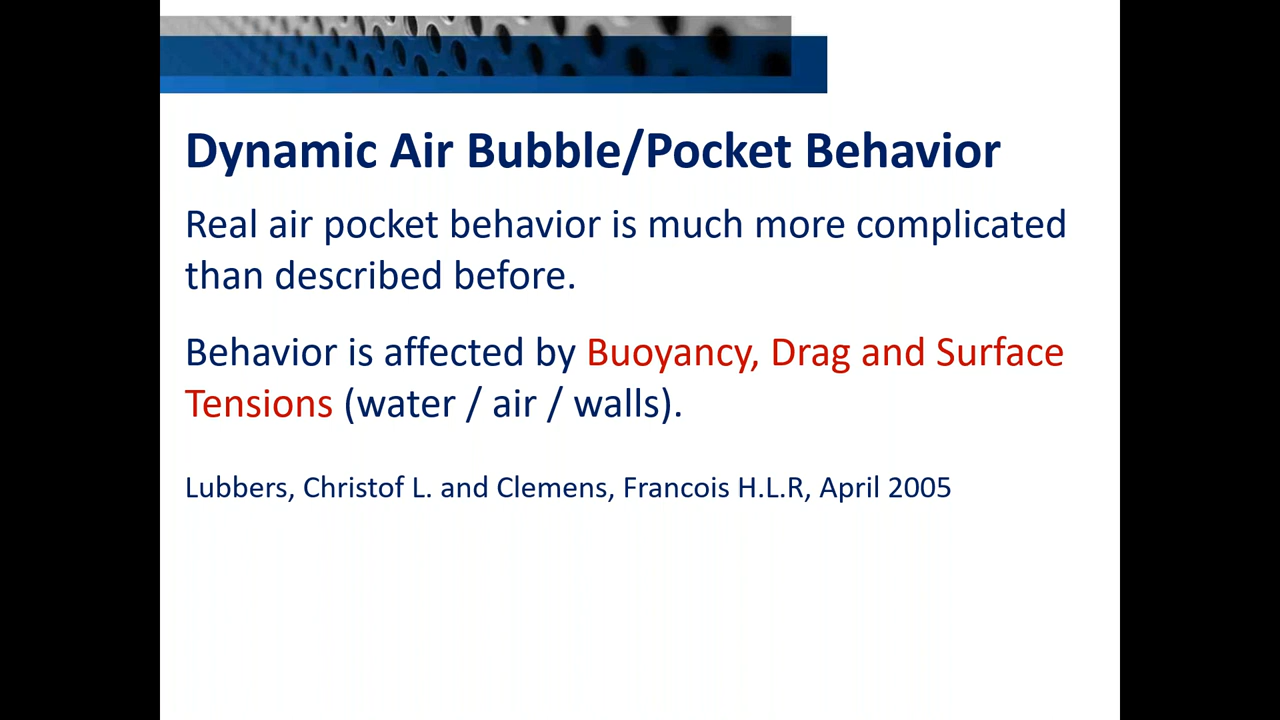 Dynamic Air Bubble/Pocket Behavior
Real air pocket behavior is much more complicated
than described before.
Behavior is affected by Buoyancy, Drag and Surface
Tensions (water / air / walls).
Lubbers, Christof L. and Clemens, Francois H.L.R, April 2005